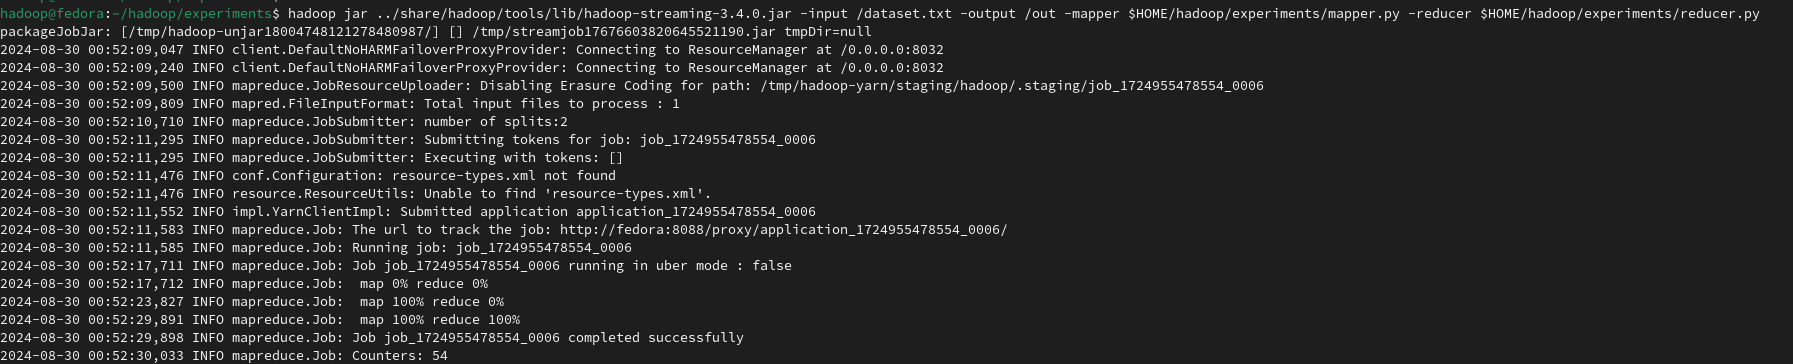 hadoop@fedora:~/hadoop/experiments$ hadoop jar ../share/hadoop/tools/lib/hadoop-streaming-3.4.0.jar -input /dataset.txt -output /out -mapper $HOME/hadoop/experiments/mapper.py -reducer $HOME/hadoop/experiments/reducer.py
packageJobJar: [/tmp/hadoop-unjar18004748121278480987/] [] /tmp/streamjob17676603820645521190.jar tmpDir=null
2024-08-30 00:52:09,047 INFO client.DefaultNoHARMFailoverProxyProvider: Connecting to ResourceManager at /0.0.0.0:8032
2024-08-30 00:52:09,240 INFO client.DefaultNoHARMFailoverProxyProvider: Connecting to ResourceManager at /0.0.0.0:8032
2024-08-30 00:52:09,500 INFO mapreduce.JobResourceUploader: Disabling Erasure Coding for path: /tmp/hadoop-yarn/staging/hadoop/.staging/job_1724955478554_0006
2024-08-30 00:52:09,809 INFO mapred.FileInputFormat: Total input files to process : 1
2024-08-30 00:52:10,710 INFO mapreduce.JobSubmitter: number of splits:2
2024-08-30 00:52:11,295 INFO mapreduce.JobSubmitter: Submitting tokens for job: job_1724955478554_0006
2024-08-30 00:52:11,295 INFO mapreduce.JobSubmitter: Executing with tokens: []
2024-08-30 00:52:11,476 INFO conf.Configuration: resource-types.xml not found
2024-08-30 00:52:11,476 INFO resource.ResourceUtils: Unable to find 'resource-types.xml'.
2024-08-30 00:52:11,552 INFO impl.YarnClientImpl: Submitted application application_1724955478554_0006
2024-08-30 00:52:11,583 INFO mapreduce.Job: The url to track the job: http://fedora:8088/proxy/application_1724955478554_0006/
2024-08-30 00:52:11,585 INFO mapreduce.Job: Running job: job_1724955478554_0006
2024-08-30 00:52:17,711 INFO mapreduce.Job: Job job_1724955478554_0006 running in uber mode : false
2024-08-30 00:52:17,712 INFO mapreduce.Job:  map 0% reduce 0%
2024-08-30 00:52:23,827 INFO mapreduce.Job:  map 100% reduce 0%
2024-08-30 00:52:29,891 INFO mapreduce.Job:  map 100% reduce 100%
2024-08-30 00:52:29,898 INFO mapreduce.Job: Job job_1724955478554_0006 completed successfully
2024-08-30 00:52:30,033 INFO mapreduce.Job: Counters: 54